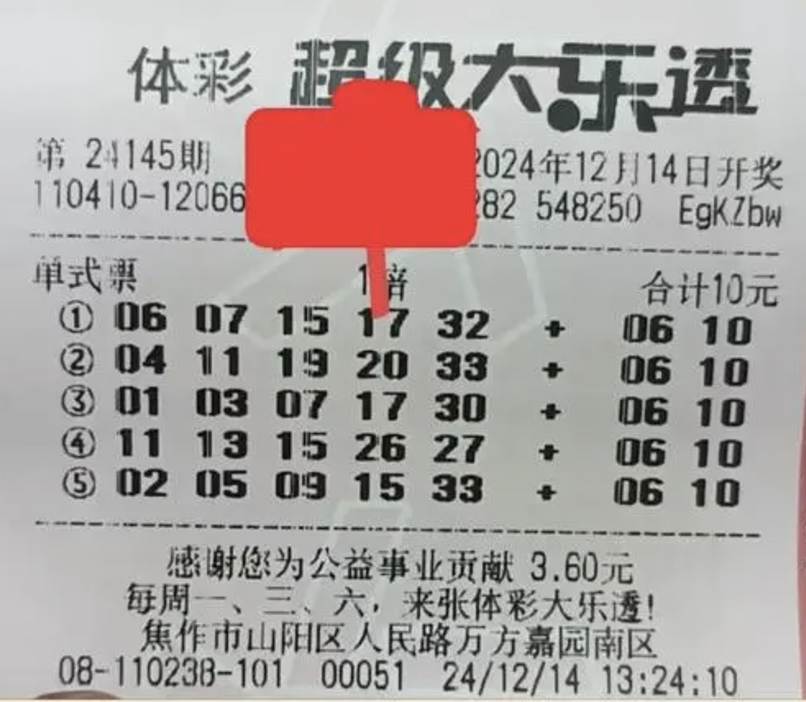 体彩 超级大乐透
第 24145期 2024年12月14日开奖
110410-12066 282 548250 EgKZbw
单式票 1倍 合计10元
① 06 07 15 17 32 + 06 10
② 04 11 19 20 33 + 06 10
③ 01 03 07 17 30 + 06 10
④ 11 13 15 26 27 + 06 10
⑤ 02 05 09 15 33 + 06 10
感谢您为公益事业贡献 3.60元
每周一、三、六，来张体彩大乐透!
焦作市山阳区人民路万方嘉园南区
08-110238-101 00051 24/12/14 13:24:10